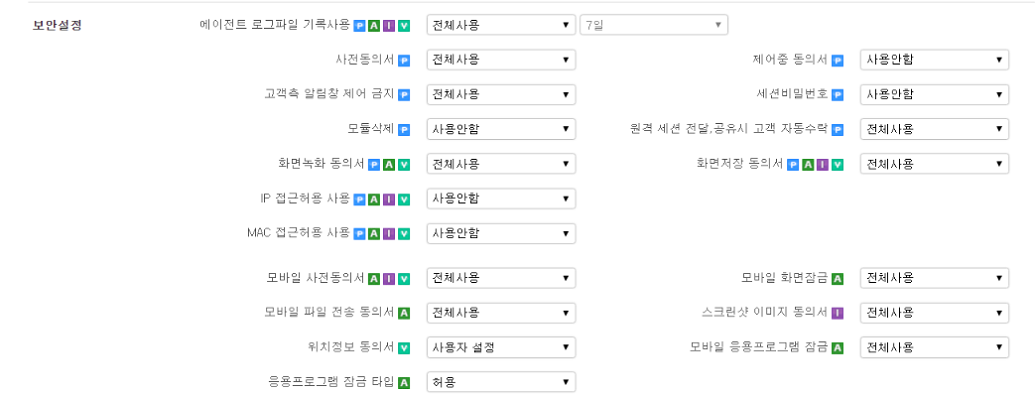 보안설정 에이전트 로그파일 기록사용 P A I V 전체사용 7일
사전동의서 P 전체사용 제어중 동의서 P 사용안함
고객측 알림창 제어 금지 P 전체사용 세션비밀번호 P 사용안함
모듈삭제 P 사용안함 원격 세션 전달,공유시 고객 자동수락 P 전체사용
화면녹화 동의서 P A V 전체사용 화면저장 동의서 P A I V 전체사용
IP 접근허용 사용 P A I V 사용안함
MAC 접근허용 사용 P A I V 사용안함
모바일 사전동의서 A I V 전체사용 모바일 화면잠금 A 전체사용
모바일 파일 전송 동의서 A 전체사용 스크린샷 이미지 동의서 I 전체사용
위치정보 동의서 V 사용자 설정 모바일 응용프로그램 잠금 A 전체사용
응용프로그램 잠금 타입 A 허용